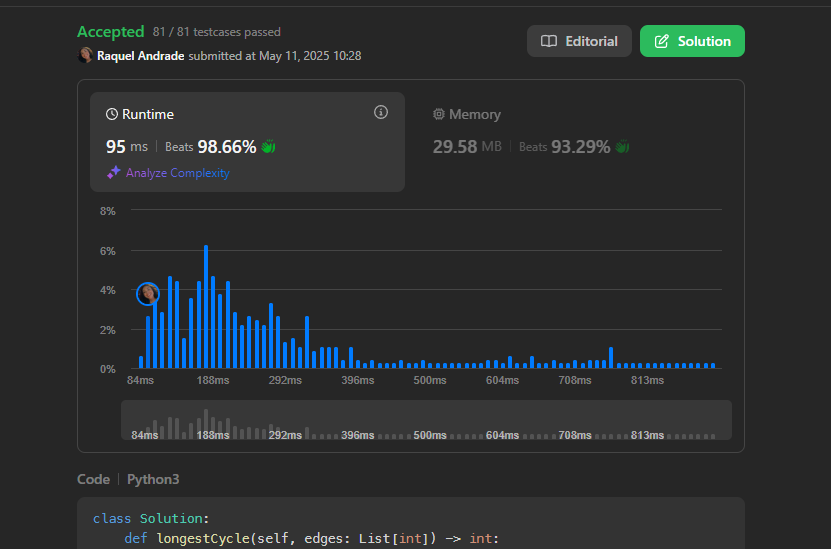 Accepted 81 / 81 testcases passed
Editorial
Solution
Raquel Andrade submitted at May 11, 2025 10:28
Runtime
95 ms | Beats 98.66%
Analyze Complexity
Memory
29.58 MB | Beats 93.29%
8%
6%
4%
2%
0%
84ms 188ms 292ms 396ms 500ms 604ms 708ms 813ms
84ms 188ms 292ms 396ms 500ms 604ms 708ms 813ms
Code | Python3
class Solution:
    def longestCycle(self, edges: List[int]) -> int: